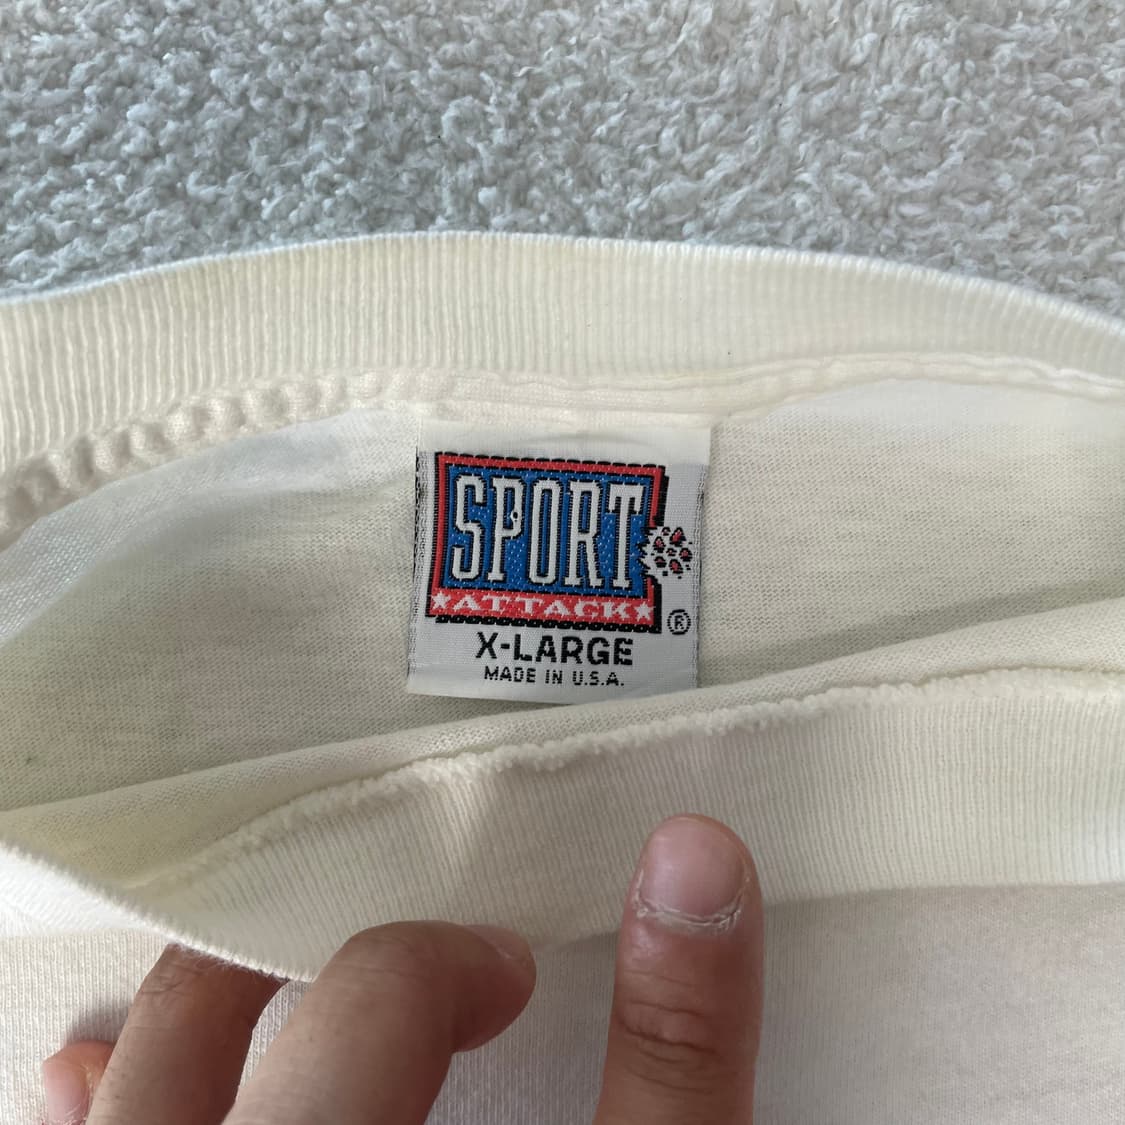 SPORT
★ATTACK★
®
X-LARGE
MADE IN U.S.A.